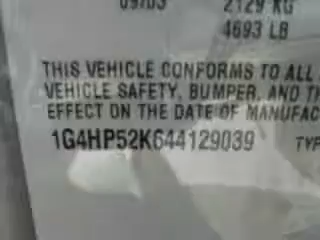 09/03 2129 KG
4693 LB
THIS VEHICLE CONFORMS TO ALL
VEHICLE SAFETY, BUMPER, AND TH
EFFECT ON THE DATE OF MANUFAC
1G4HP52K644129039 TYP